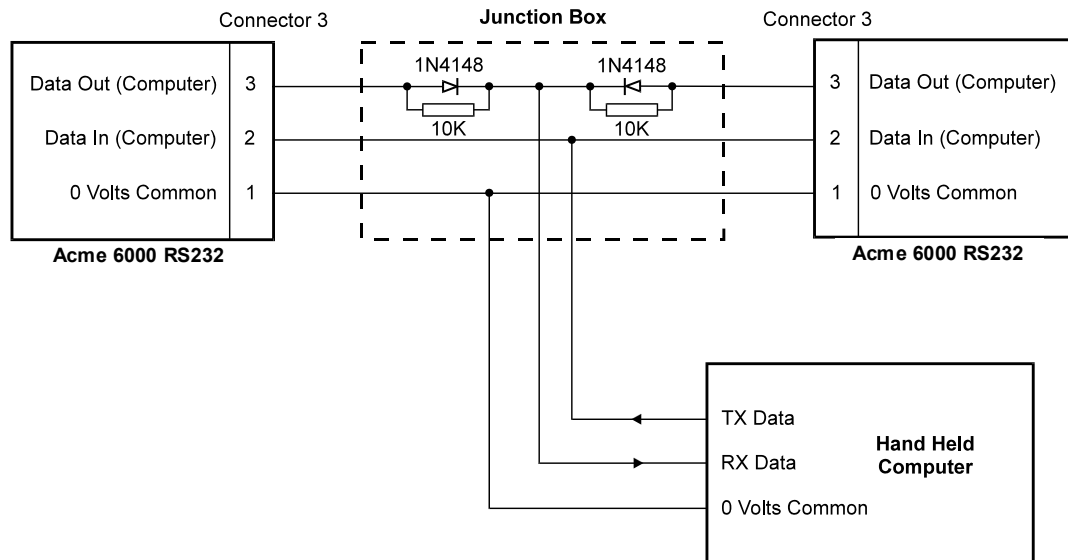 Connector 3
Junction Box
Connector 3
Data Out (Computer) 3
1N4148
1N4148
3 Data Out (Computer)
10K
10K
Data In (Computer) 2
2 Data In (Computer)
0 Volts Common 1
1 0 Volts Common
Acme 6000 RS232
Acme 6000 RS232
TX Data
RX Data
0 Volts Common
Hand Held
Computer